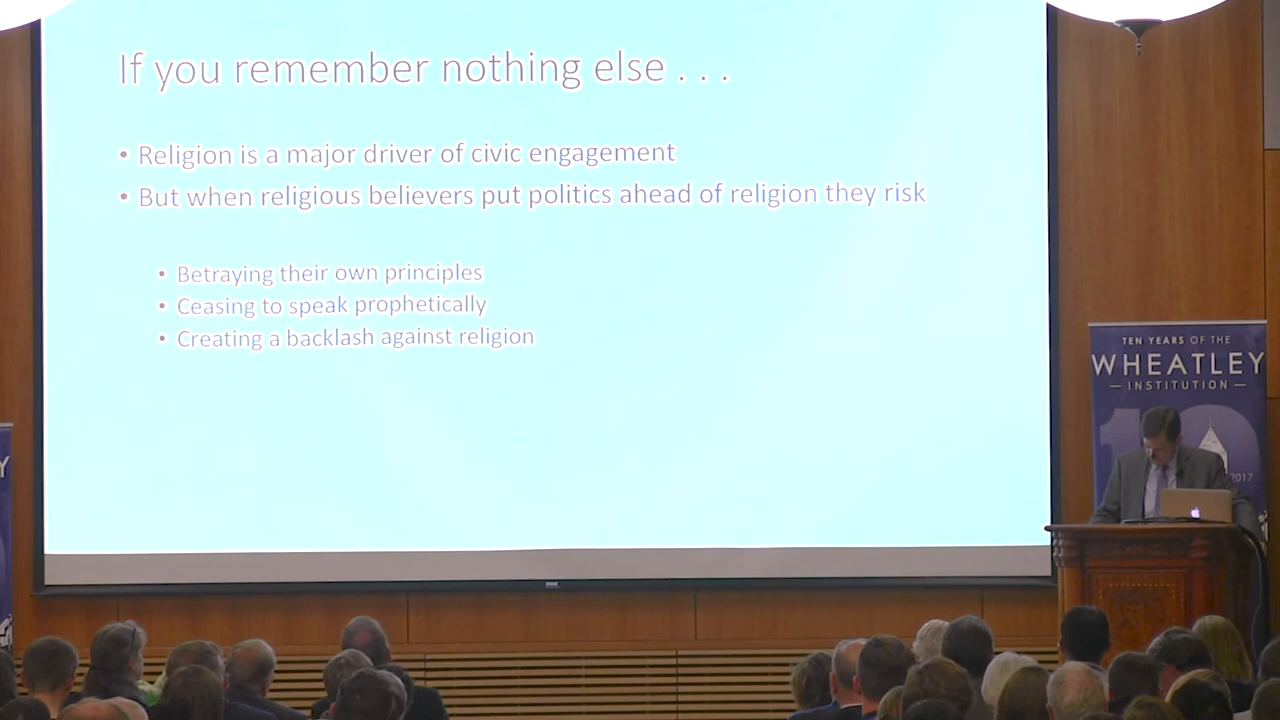 If you remember nothing else . . .
• Religion is a major driver of civic engagement
• But when religious believers put politics ahead of religion they risk
• Betraying their own principles
• Ceasing to speak prophetically
• Creating a backlash against religion
TEN YEARS OF THE
WHEATLEY
— INSTITUTION —
10
2017
Y